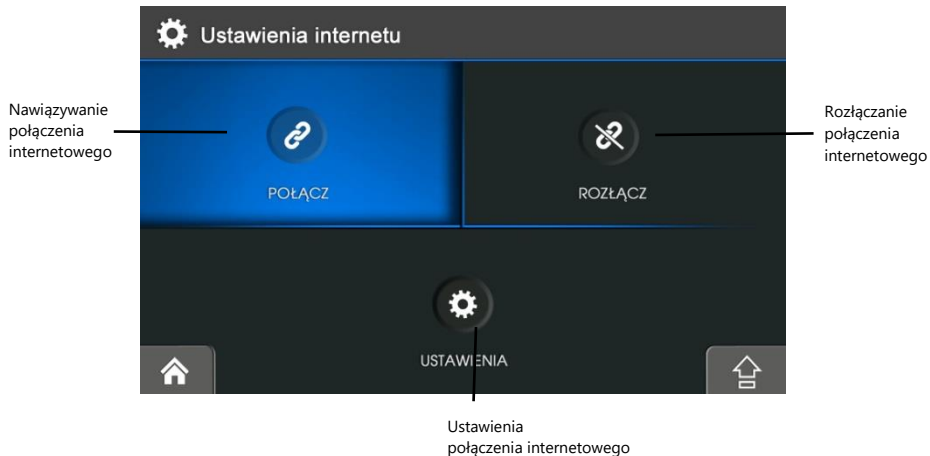 Ustawienia internetu
Nawiązywanie
połączenia
internetowego
POŁĄCZ
ROZŁĄCZ
Rozłączanie
połączenia
internetowego
USTAWIENIA
Ustawienia
połączenia internetowego